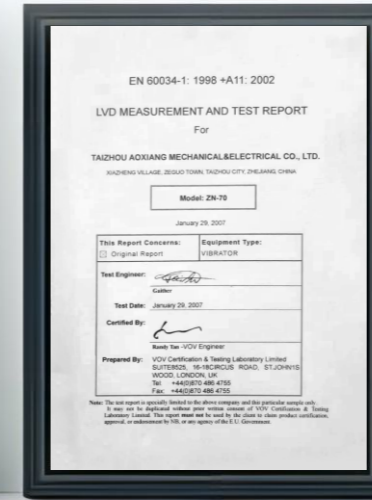 EN 60034-1: 1998 +A11: 2002
LVD MEASUREMENT AND TEST REPORT
For
TAIZHOU AOXIANG MECHANICAL&ELECTRICAL CO., LTD.
XIAZHENG VILLAGE, ZEGUO TOWN, TAIZHOU CITY, ZHEJIANG, CHINA
Model: ZN-70
January 29, 2007
This Report Concerns:
Original Report
Equipment Type:
VIBRATOR
Test Engineer:
Galther
Test Date: January 29, 2007
Certified By:
Randy Tan -VOV Engineer
Prepared By: VOV Certification & Testing Laboratory Limited
SUITE8525, 16-18CIRCUS ROAD, ST.JOHN'S
WOOD, LONDON, UK
Tel: +44(0)870 486 4755
Fax: +44(0)870 486 4755
Note: The test report is specially limited to the above company and this particular sample only.
It may not be duplicated without prior written consent of VOV Certification & Testing
Laboratory Limited. This report must not be used by the client to claim product certification,
approval, or endorsement by NB, or any agency of the E.U. Government.